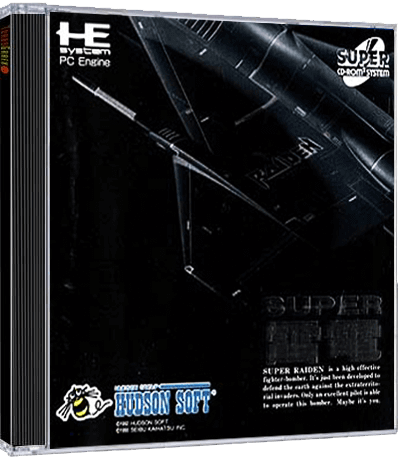 HE
SYSTEM
PC Engine
SUPER
CD-ROM² SYSTEM
RAIDEN
SUPER
雷電
SUPER RAIDEN is a high effective
fighter-bomber. It's just been developed to
defend the earth against the extraterrito-
rial invaders. Only an excellent pilot is able
to operate this bomber. Maybe it's you.
HUDSON SOFT
©1992 HUDSON SOFT
©1990 SEIBU KAIHATSU INC.